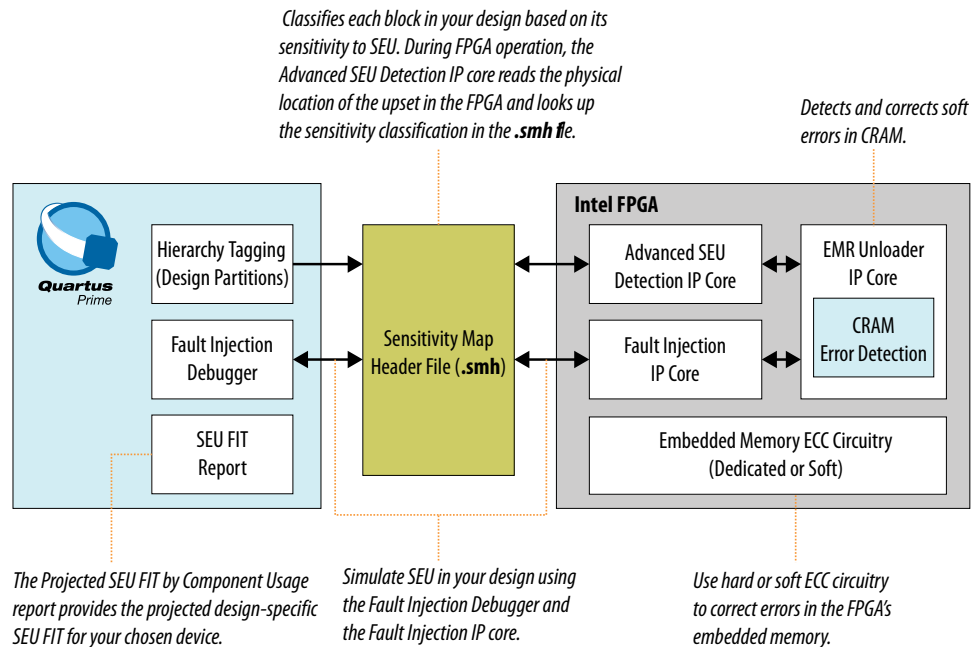 Classifies each block in your design based on its
sensitivity to SEU. During FPGA operation, the
Advanced SEU Detection IP core reads the physical
location of the upset in the FPGA and looks up
the sensitivity classification in the .smh file.
Detects and corrects soft
errors in CRAM.
Quartus
Prime
Hierarchy Tagging
(Design Partitions)
Fault Injection
Debugger
SEU FIT
Report
Sensitivity Map
Header File (.smh)
Intel FPGA
Advanced SEU
Detection IP Core
Fault Injection
IP Core
EMR Unloader
IP Core
CRAM
Error Detection
Embedded Memory ECC Circuitry
(Dedicated or Soft)
The Projected SEU FIT by Component Usage
report provides the projected design-specific
SEU FIT for your chosen device.
Simulate SEU in your design using
the Fault Injection Debugger and
the Fault Injection IP core.
Use hard or soft ECC circuitry
to correct errors in the FPGA's
embedded memory.